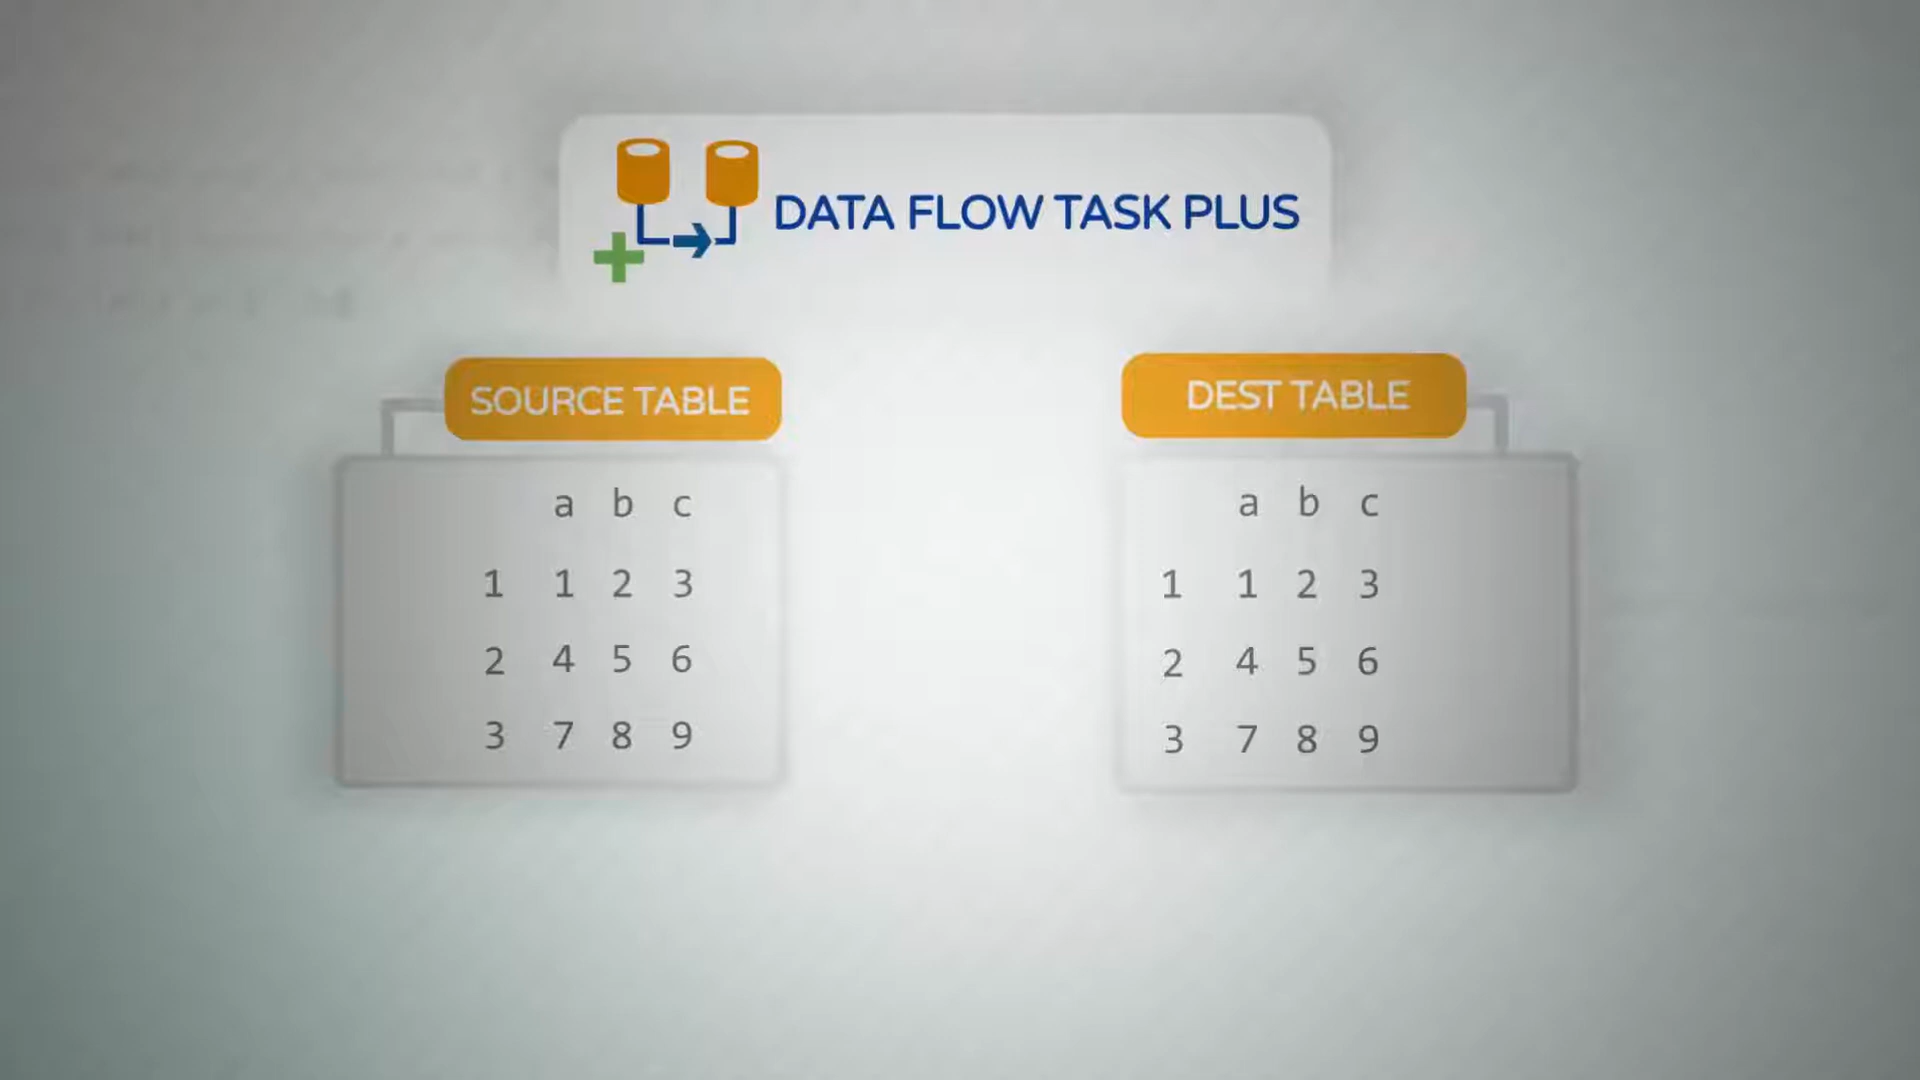 DATA FLOW TASK PLUS
SOURCE TABLE
a b c
1 1 2 3
2 4 5 6
3 7 8 9
DEST TABLE
a b c
1 1 2 3
2 4 5 6
3 7 8 9